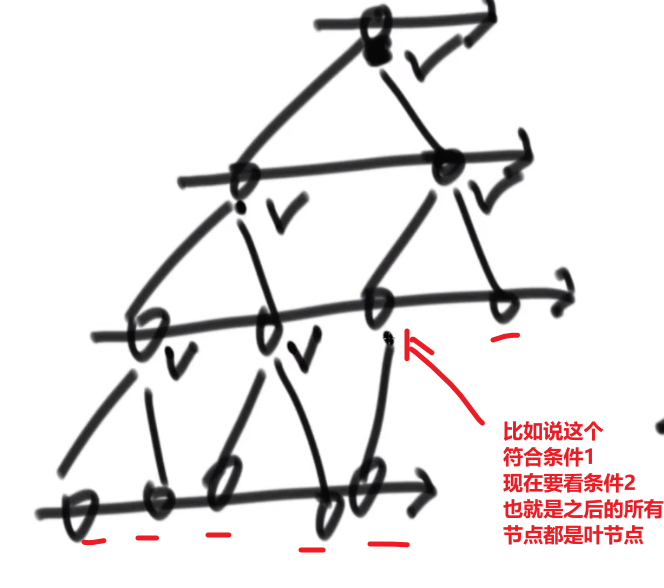 比如说这个
符合条件1
现在要看条件2
也就是之后的所有
节点都是叶节点